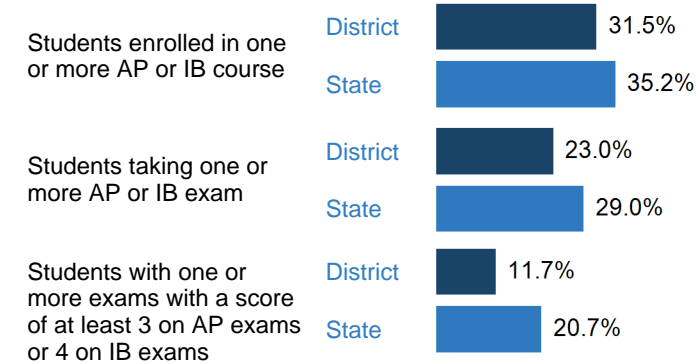 Students enrolled in one
or more AP or IB course
District
31.5%
State
35.2%
Students taking one or
more AP or IB exam
District
23.0%
State
29.0%
Students with one or
more exams with a score
of at least 3 on AP exams
or 4 on IB exams
District
11.7%
State
20.7%